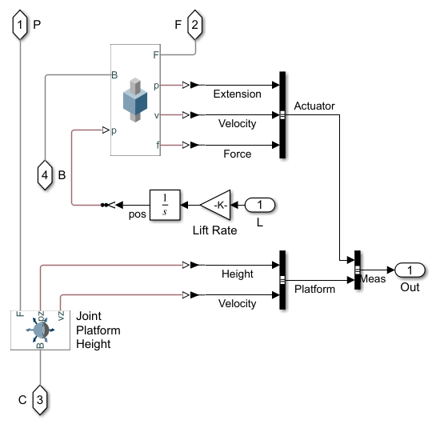 1 P
F 2
F
B
p
p
v
f
Extension
Velocity
Force
Actuator
4 B
pos
1
s
-K-
Lift Rate
1
L
Height
Velocity
Platform
Meas
1
Out
F
pz
vz
B
Joint
Platform
Height
C 3